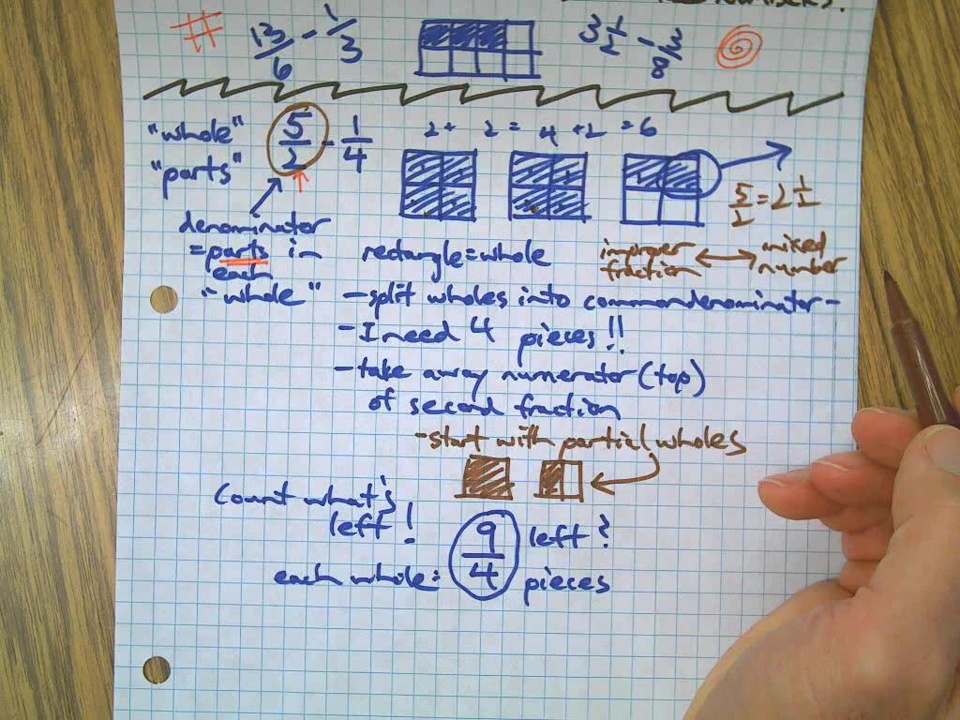 numbers.
13/6 - 1/3
3 1/2 - 3/8
"whole"
"parts"
5/2 - 1/4
2+ 2= 4 +2 =6
5/2 = 2 1/2
denominator
=parts in
each
"whole"
rectangle=whole
improper
fraction
mixed
number
-split wholes into common denominator-
-I need 4 pieces!!
-take away numerator (top)
of second fraction
-start with partial wholes
Count what's
left!
9/4
left?
each whole=
pieces